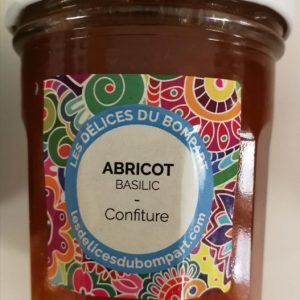 LES DÉLICES DU BOMPART
ABRICOT
BASILIC
-
Confiture
lesdelicesdubompart.com